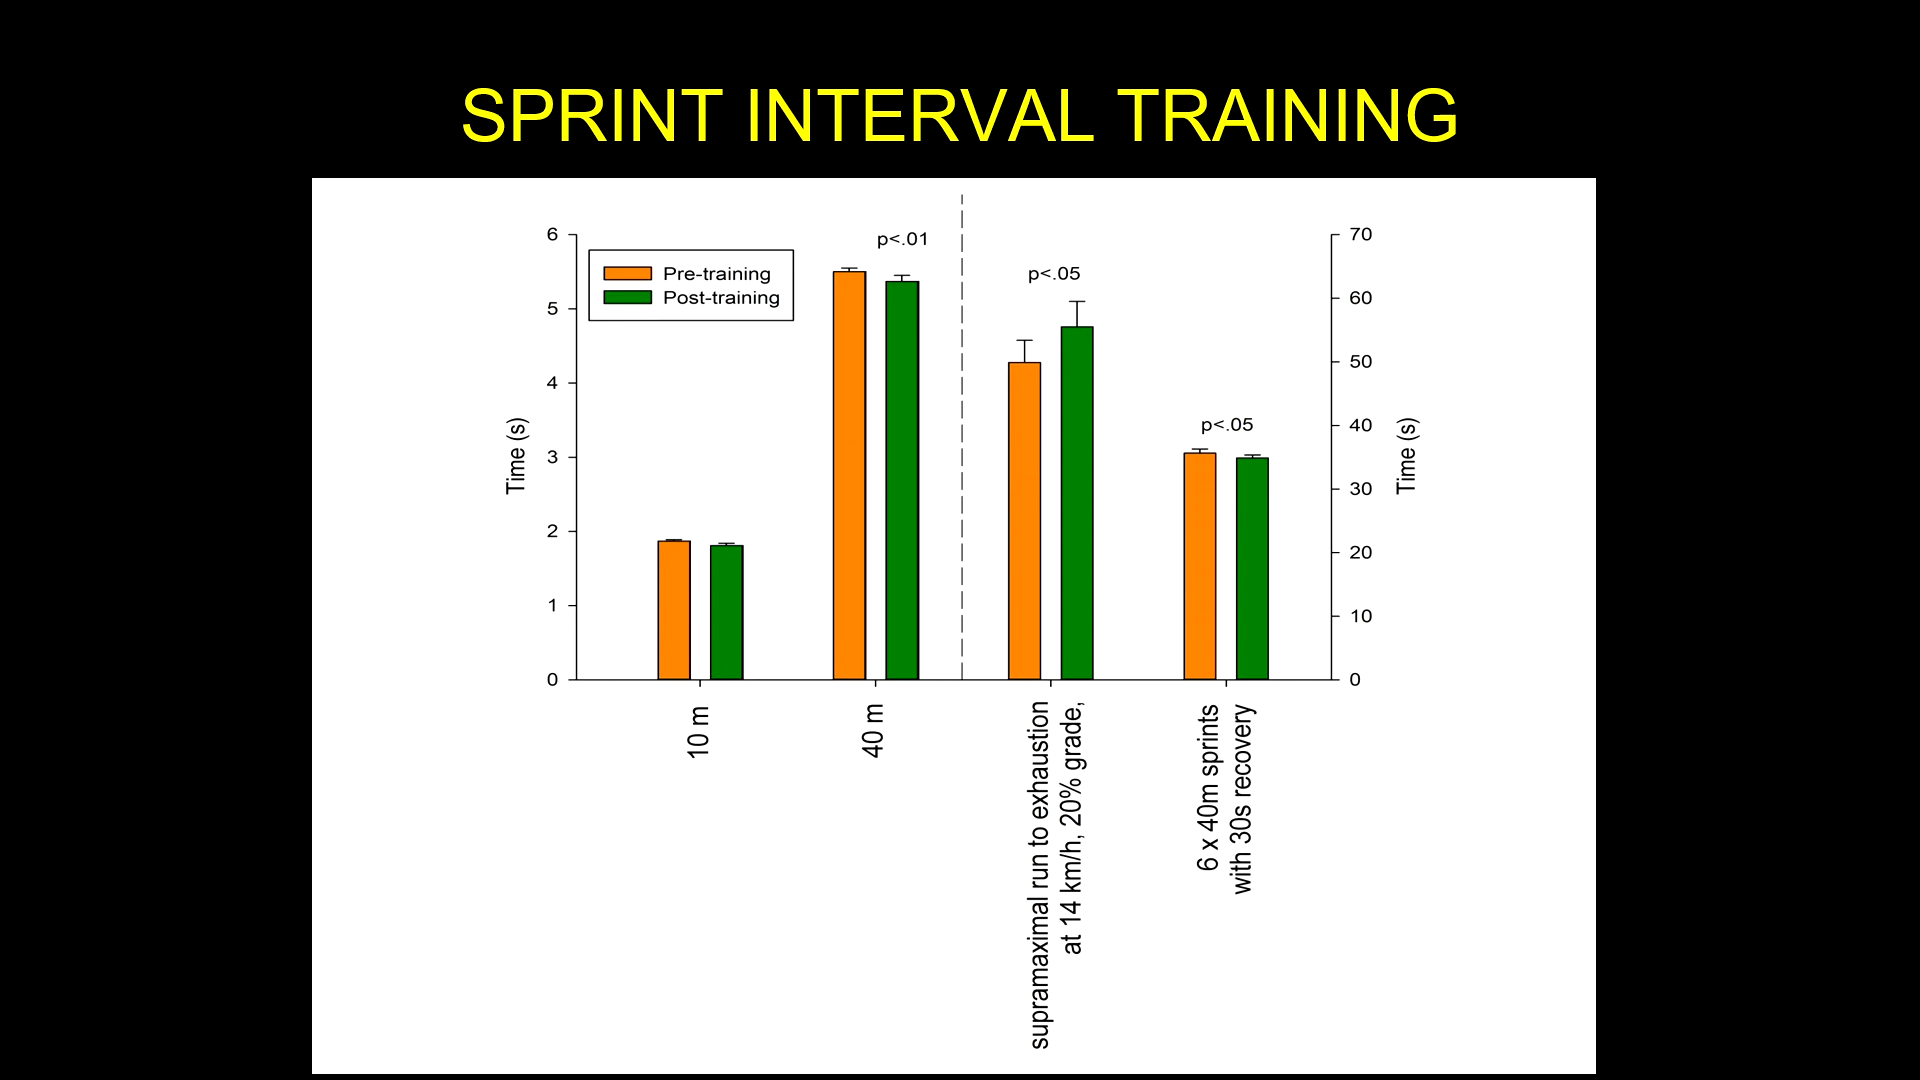 SPRINT INTERVAL TRAINING
Pre-training
Post-training
p<.01
p<.05
p<.05
Time (s)
6
5
4
3
2
1
0
70
60
50
40
30
20
10
0
Time (s)
10 m
40 m
supramaximal run to exhaustion
at 14 km/h, 20% grade,
6 x 40m sprints
with 30s recovery